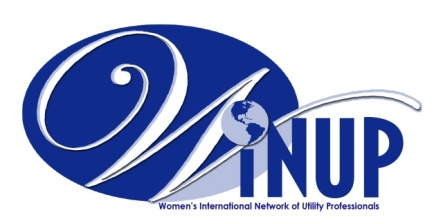 WiNUP
Women's International Network of Utility Professionals